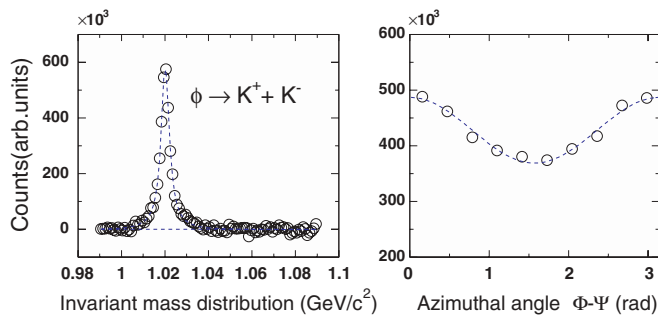 ×10³
600
400
200
0
Counts(arb.units)
ϕ → K⁺+ K⁻
0.98 1 1.02 1.04 1.06 1.08 1.1
Invariant mass distribution (GeV/c²)
×10³
600
500
400
300
200
0 1 2 3
Azimuthal angle Φ-Ψ (rad)